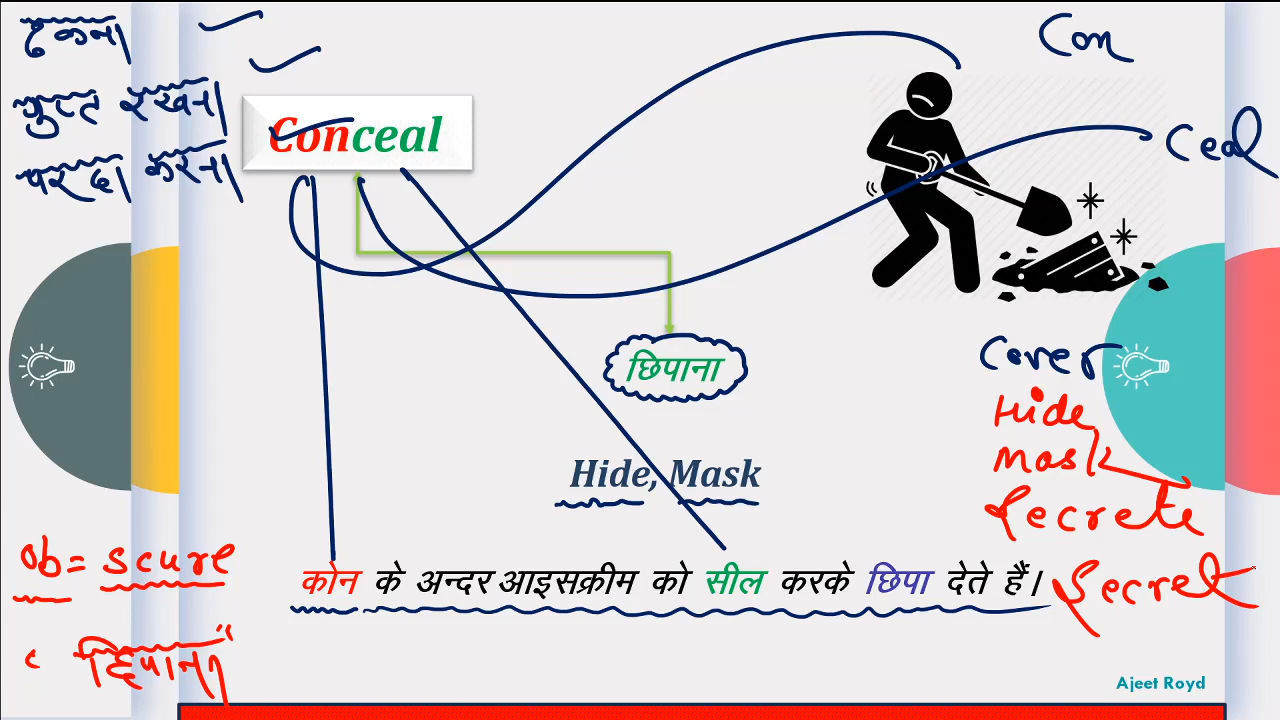 ढकना
गुप्त रखना
परदा करना
Conceal
Con
Ceal
छिपाना
Hide, Mask
Cover
Hide
Mask
Secrete
Secret
Ob = scure
छिपाना
कोन के अन्दर आइसक्रीम को सील करके छिपा देते हैं।
Ajeet Royd